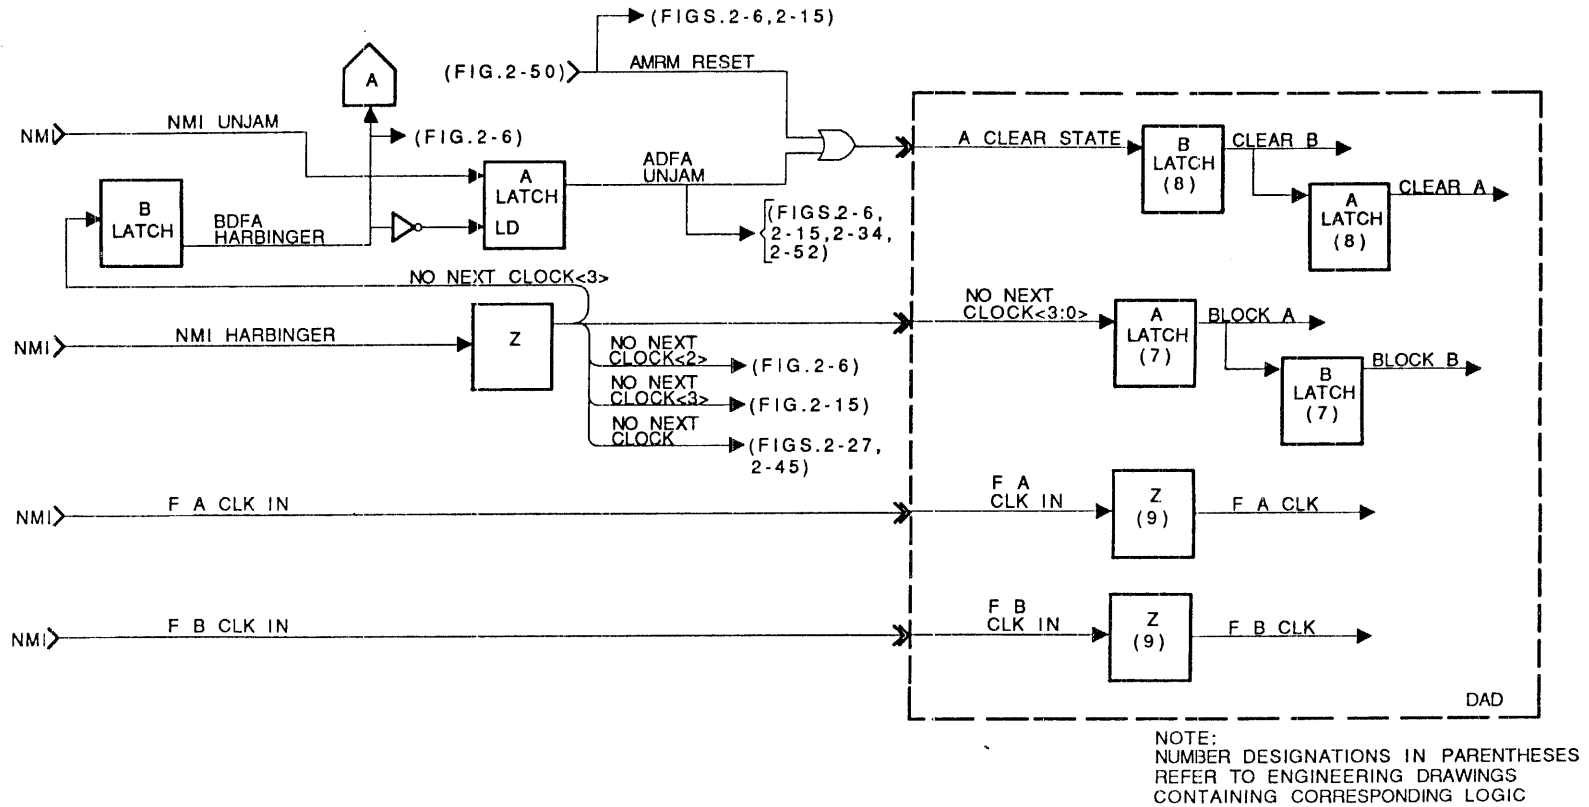 (FIGS.2-6,2-15)
(FIG.2-50)
AMRM RESET
A
NMI
NMI UNJAM
(FIG.2-6)
ADFA
UNJAM
A
LATCH
LD
B
LATCH
BDFA
HARBINGER
(FIGS.2-6,
2-15,2-34,
2-52)
A CLEAR STATE
B
LATCH
(8)
CLEAR B
A
LATCH
(8)
CLEAR A
NO NEXT CLOCK<3>
NMI
NMI HARBINGER
Z
NO NEXT
CLOCK<2>
(FIG.2-6)
NO NEXT
CLOCK<3>
(FIG.2-15)
NO NEXT
CLOCK
(FIGS.2-27,
2-45)
NO NEXT
CLOCK<3:0>
A
LATCH
(7)
BLOCK A
B
LATCH
(7)
BLOCK B
NMI
F A CLK IN
F A
CLK IN
Z
(9)
F A CLK
NMI
F B CLK IN
F B
CLK IN
Z
(9)
F B CLK
DAD
NOTE:
NUMBER DESIGNATIONS IN PARENTHESES
REFER TO ENGINEERING DRAWINGS
CONTAINING CORRESPONDING LOGIC